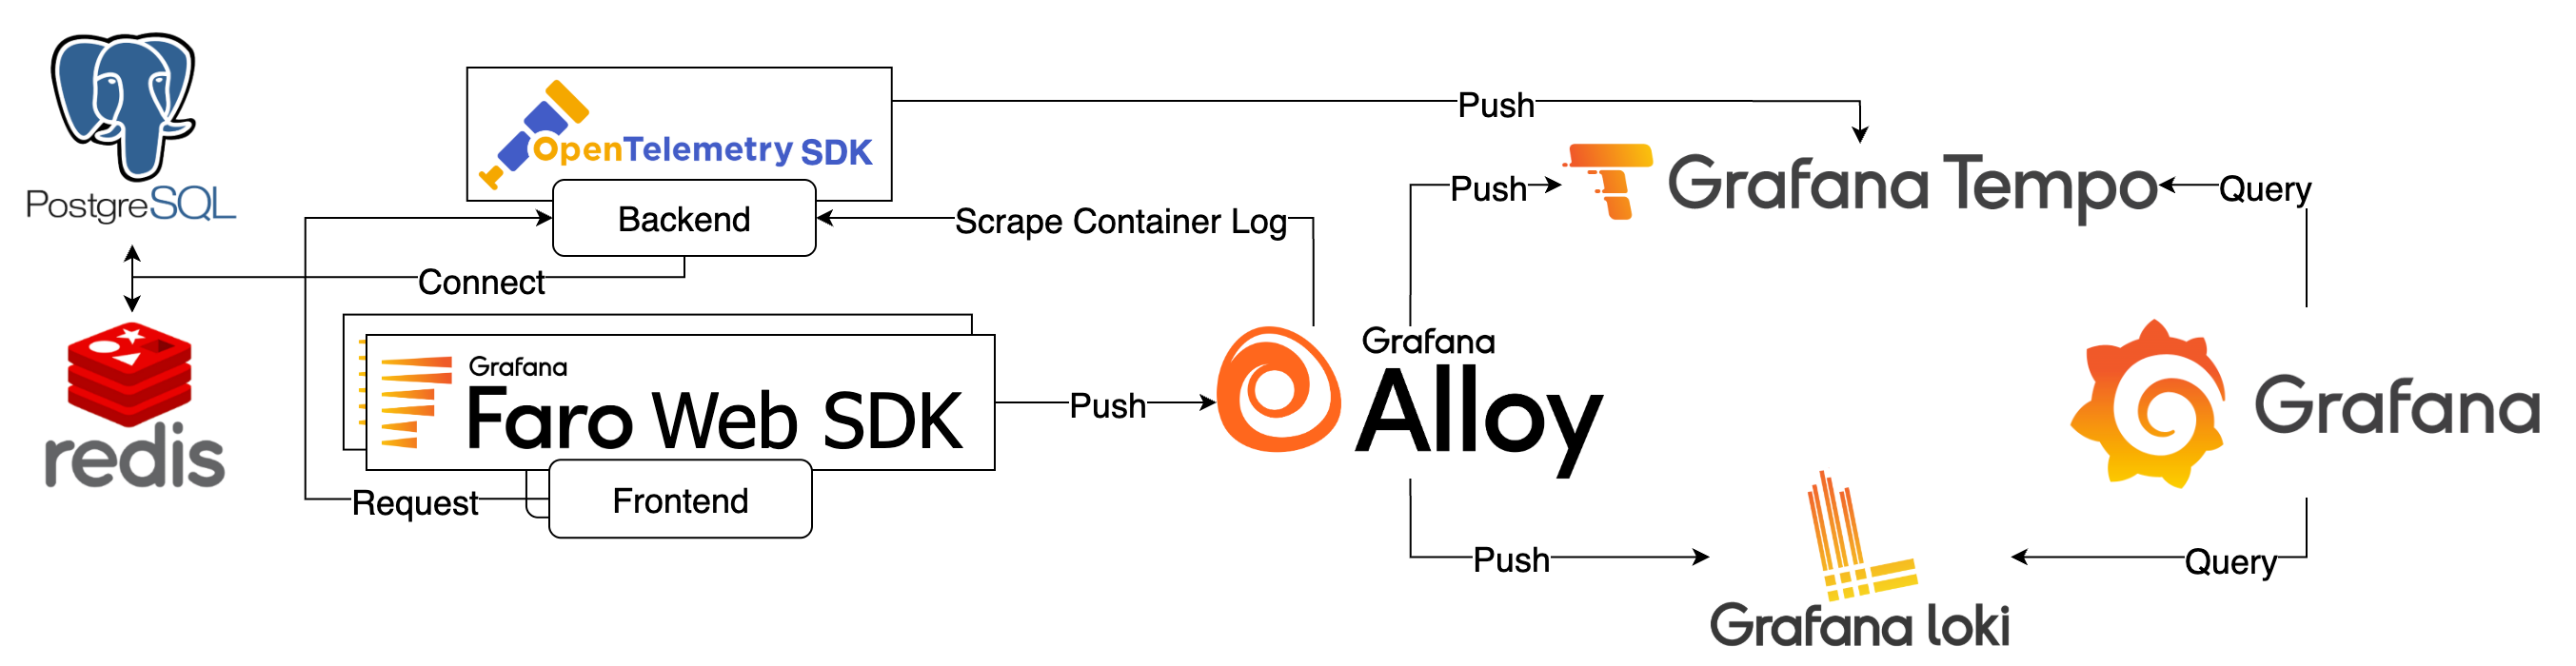 PostgreSQL
redis
OpenTelemetry SDK
Backend
Connect
Request
Grafana
Faro Web SDK
Frontend
Push
Scrape Container Log
Grafana
Alloy
Push
Push
Push
Grafana Tempo
Query
Grafana
Query
Grafana loki